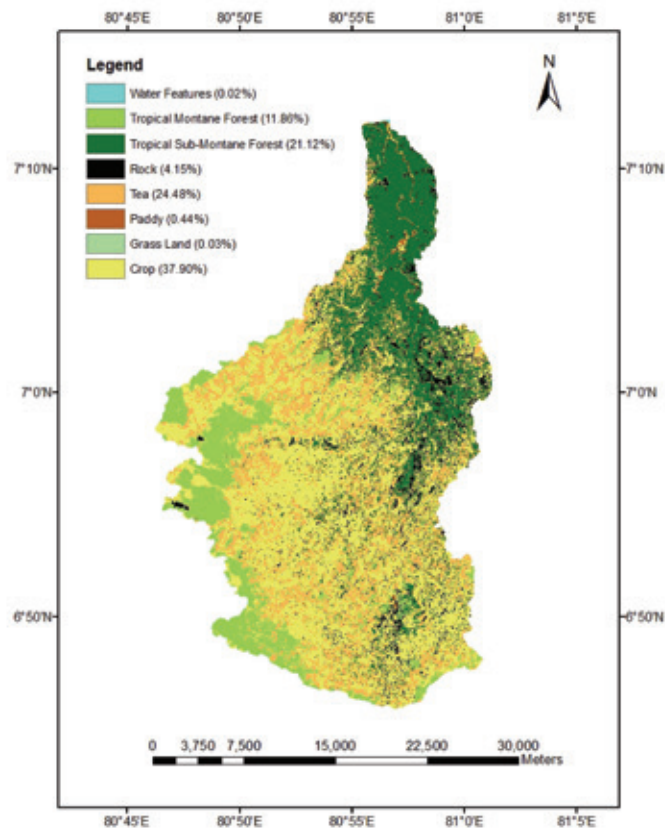 80°45'E 80°50'E 80°55'E 81°0'E 81°5'E
Legend
N
Water Features (0.02%)
Tropical Montane Forest (11.86%)
Tropical Sub-Montane Forest (21.12%)
Rock (4.15%)
Tea (24.48%)
Paddy (0.44%)
Grass Land (0.03%)
Crop (37.90%)
7°10'N 7°10'N
7°0'N 7°0'N
6°50'N 6°50'N
0 3,750 7,500 15,000 22,500 30,000
Meters
80°45'E 80°50'E 80°55'E 81°0'E 81°5'E